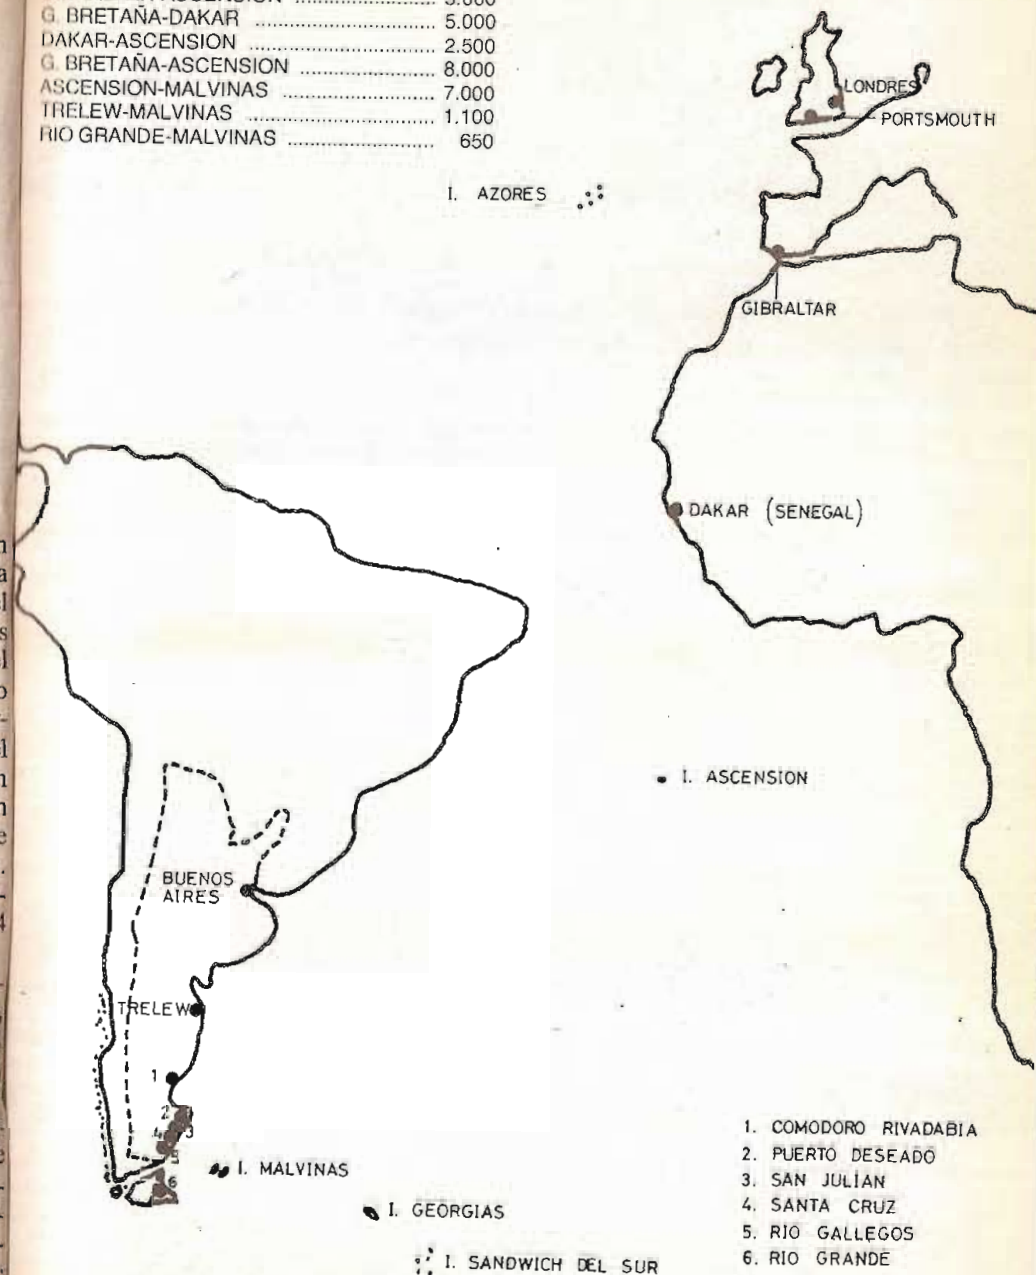 G. BRETAÑA-DAKAR ........................................ 5.000
DAKAR-ASCENSION ........................................ 2.500
G. BRETAÑA-ASCENSION ................................ 8.000
ASCENSION-MALVINAS .................................. 7.000
TRELEW-MALVINAS ........................................ 1.100
RIO GRANDE-MALVINAS ................................ 650
LONDRES
PORTSMOUTH
I. AZORES
GIBRALTAR
DAKAR (SENEGAL)
I. ASCENSION
BUENOS
AIRES
TRELEW
1
2
3
4
5
6
I. MALVINAS
I. GEORGIAS
I. SANDWICH DEL SUR
1. COMODORO RIVADABIA
2. PUERTO DESEADO
3. SAN JULIAN
4. SANTA CRUZ
5. RIO GALLEGOS
6. RIO GRANDE